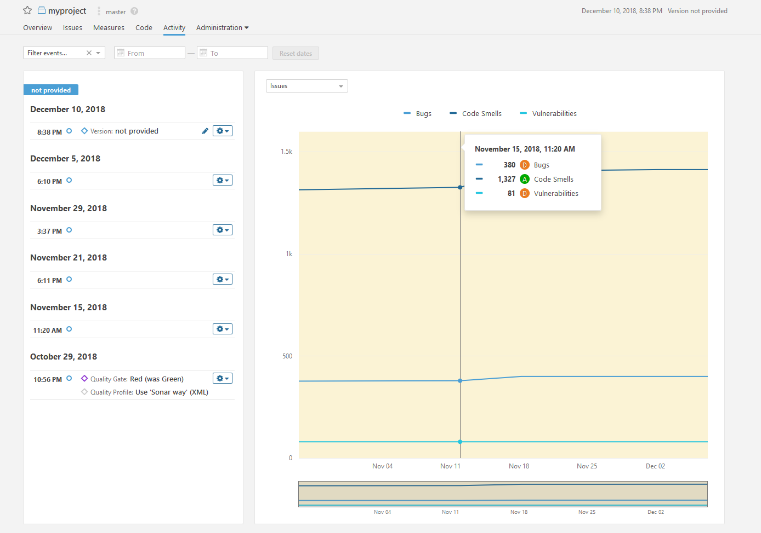 myproject master December 10, 2018, 8:38 PM Version not provided
Overview Issues Measures Code Activity Administration
Filter events... From — To Reset dates
not provided
December 10, 2018
8:38 PM Version: not provided
December 5, 2018
6:10 PM
November 29, 2018
3:37 PM
November 21, 2018
6:11 PM
November 15, 2018
11:20 AM
October 29, 2018
10:56 PM Quality Gate: Red (was Green)
Quality Profile: Use 'Sonar way' (XML)
Issues
Bugs Code Smells Vulnerabilities
November 15, 2018, 11:20 AM
380 D Bugs
1,327 A Code Smells
81 D Vulnerabilities
1.5k
1k
500
0
Nov 04 Nov 11 Nov 18 Nov 25 Dec 02
Nov 04 Nov 11 Nov 18 Nov 25 Dec 02